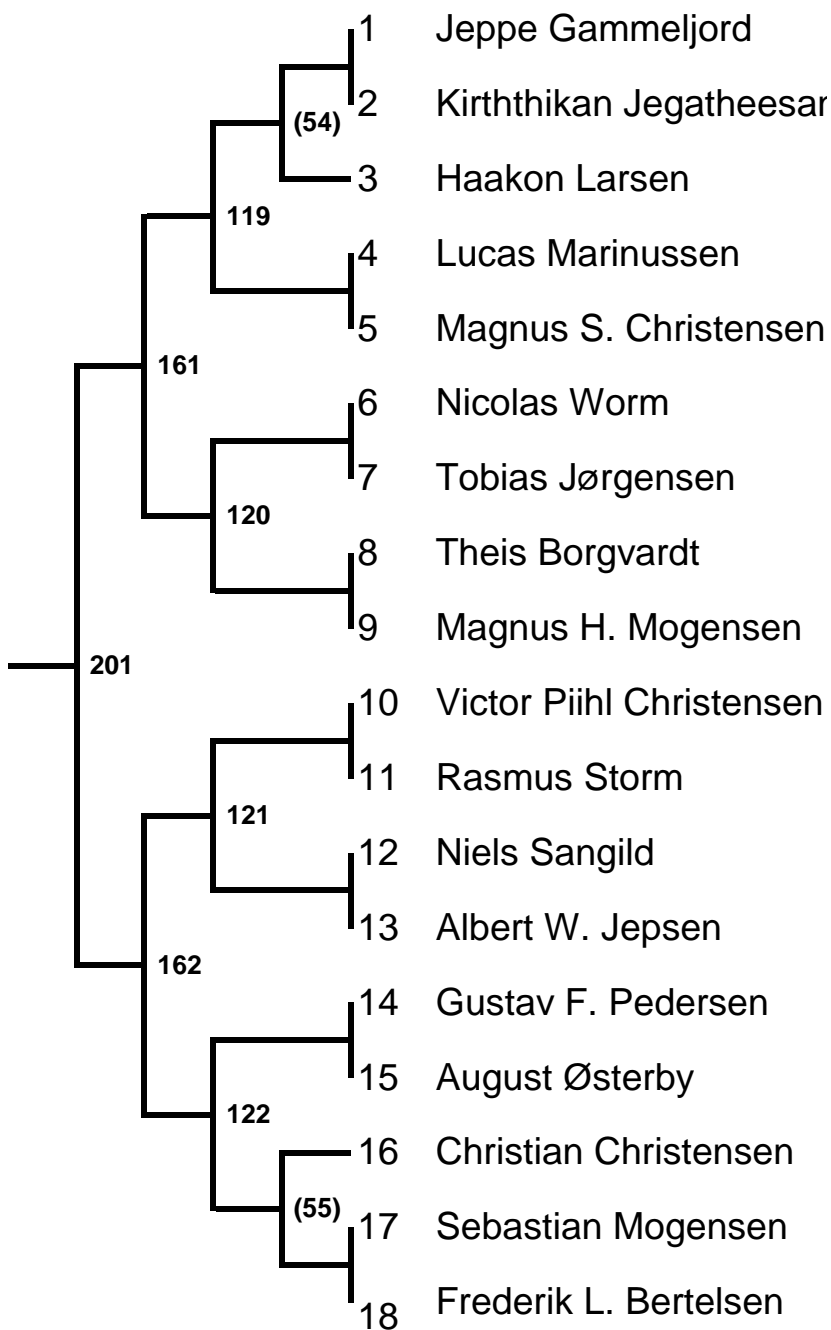 1 Jeppe Gammeljord
2 Kirththikan Jegatheesan
(54)
3 Haakon Larsen
119
4 Lucas Marinussen
5 Magnus S. Christensen
161
6 Nicolas Worm
7 Tobias Jørgensen
120
8 Theis Borgvardt
9 Magnus H. Mogensen
201
10 Victor Piihl Christensen
11 Rasmus Storm
121
12 Niels Sangild
13 Albert W. Jepsen
162
14 Gustav F. Pedersen
15 August Østerby
122
16 Christian Christensen
(55)
17 Sebastian Mogensen
18 Frederik L. Bertelsen